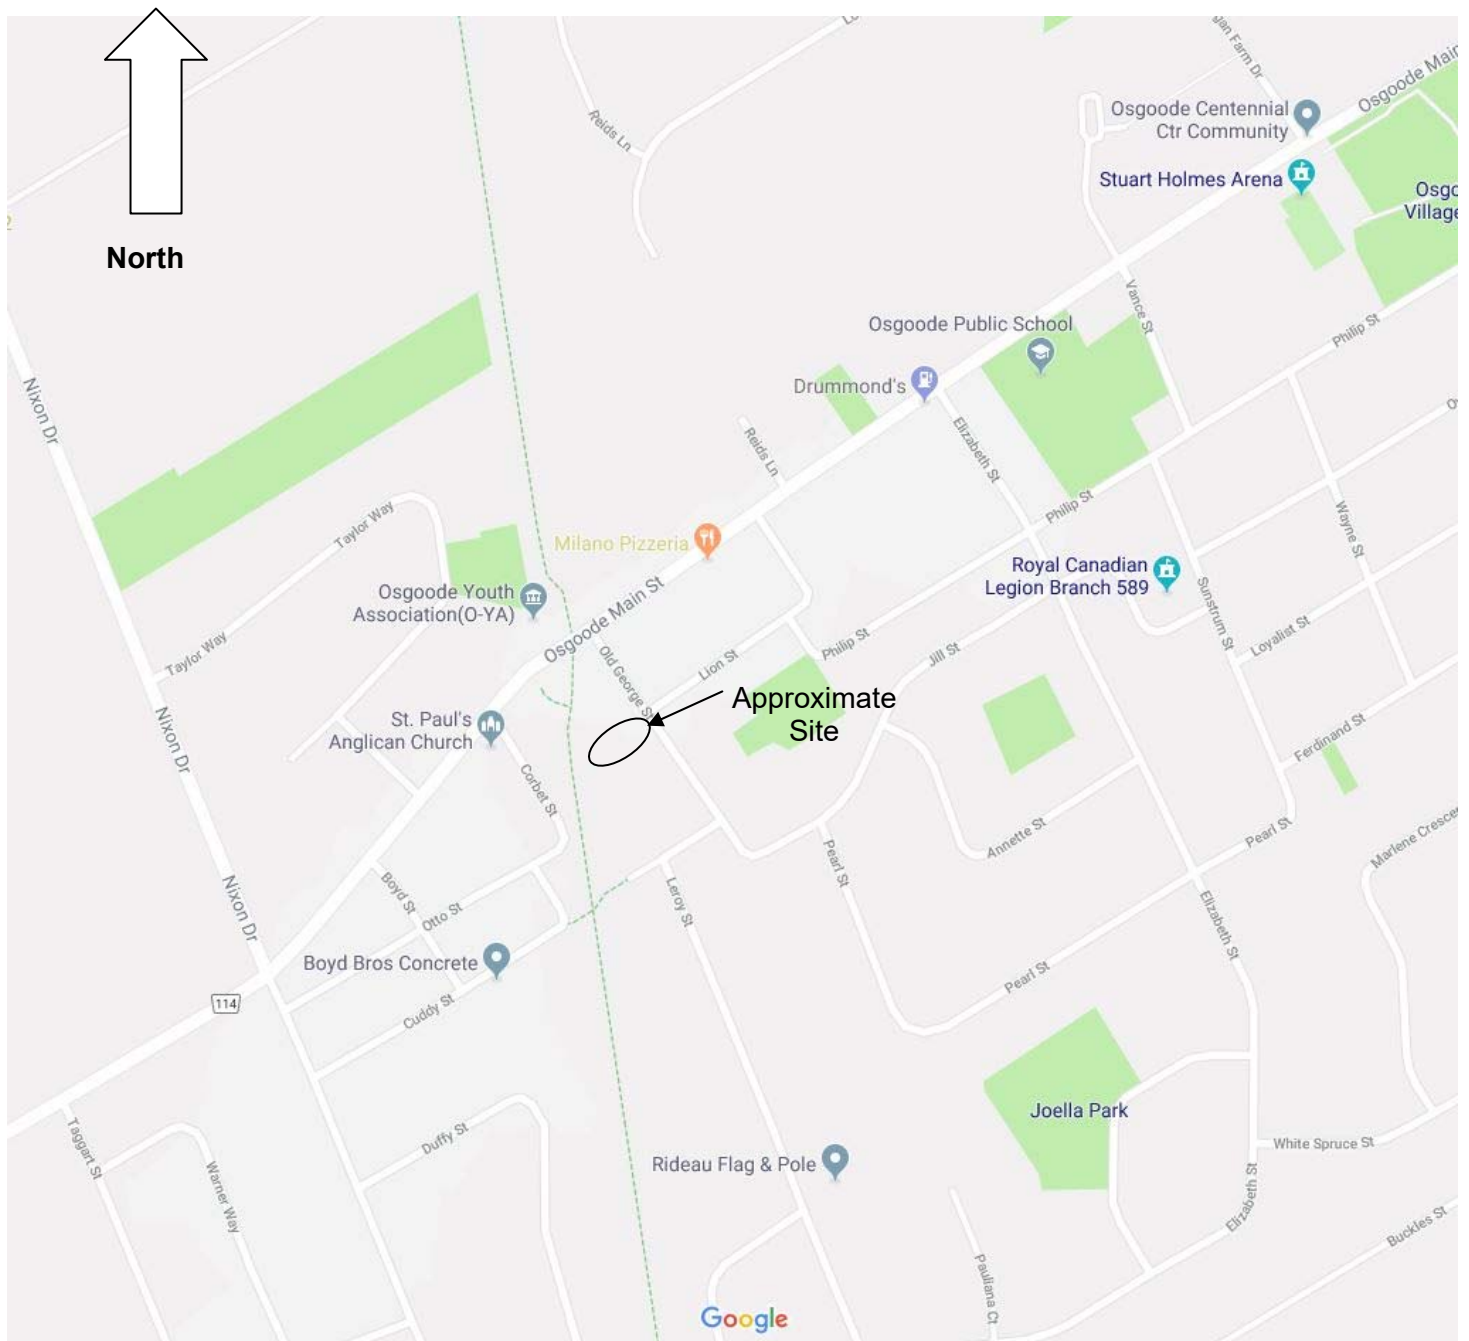 North
Reids Ln
Osgoode Centennial
Ctr Community
Osgoode Main
Stuart Holmes Arena
Village
Nixon Dr
Osgoode Public School
Vance St
Philip St
Drummond's
Elizabeth St
Reids Ln
Philip St
Wayne St
Taylor Way
Milano Pizzeria
Royal Canadian
Legion Branch 589
Osgoode Youth
Association(O-YA)
Osgoode Main St
Sunstrum St
Loyalist St
Taylor Way
Old George St
Lion St
Philip St
Jill St
Approximate
Site
St. Paul's
Anglican Church
Nixon Dr
Corbet St
Ferdinand St
Annette St
Pearl St
Pearl St
Marlene Crescen
Boyd St
Otto St
Nixon Dr
Leroy St
Elizabeth St
Boyd Bros Concrete
114
Cuddy St
Pearl St
Joella Park
Taggart St
Duffy St
Warner Way
Rideau Flag & Pole
White Spruce St
Elizabeth St
Buckles St
Pauliana Ct
Google